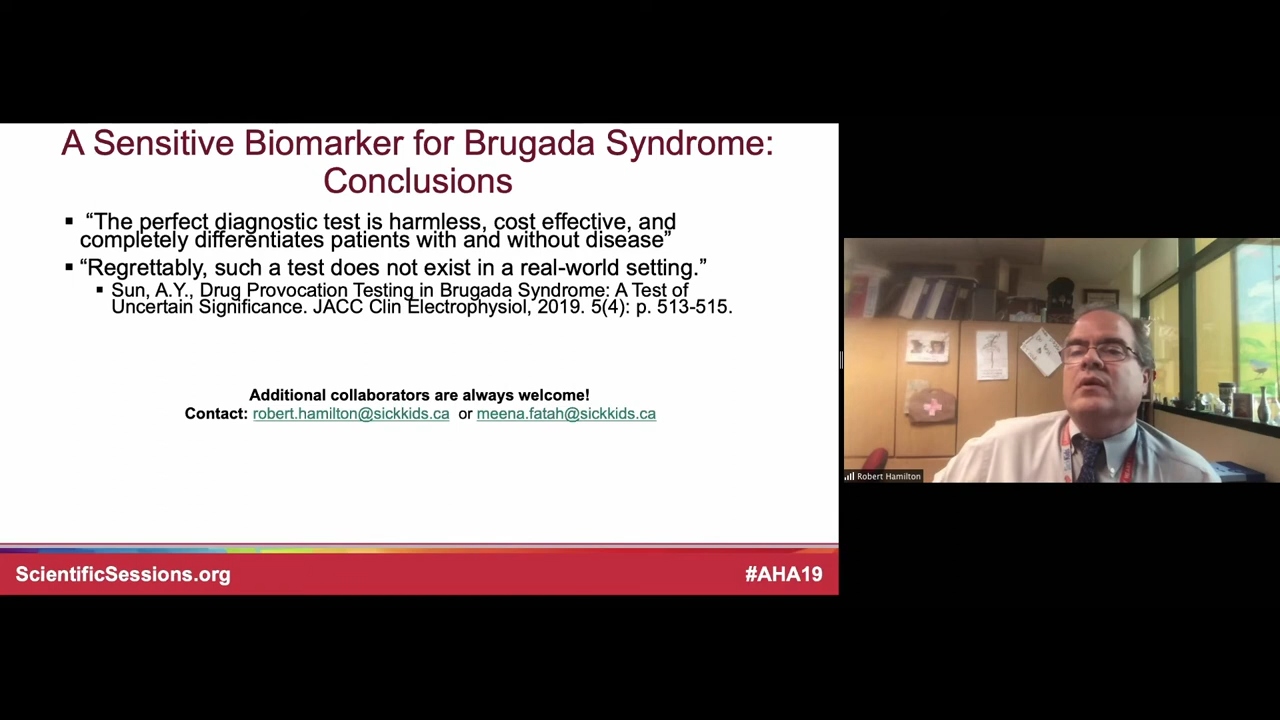 A Sensitive Biomarker for Brugada Syndrome:
Conclusions
▪ “The perfect diagnostic test is harmless, cost effective, and
completely differentiates patients with and without disease”
▪ “Regrettably, such a test does not exist in a real-world setting.”
▪ Sun, A.Y., Drug Provocation Testing in Brugada Syndrome: A Test of
Uncertain Significance. JACC Clin Electrophysiol, 2019. 5(4): p. 513-515.
Additional collaborators are always welcome!
Contact: robert.hamilton@sickkids.ca or meena.fatah@sickkids.ca
ScientificSessions.org
#AHA19
Robert Hamilton